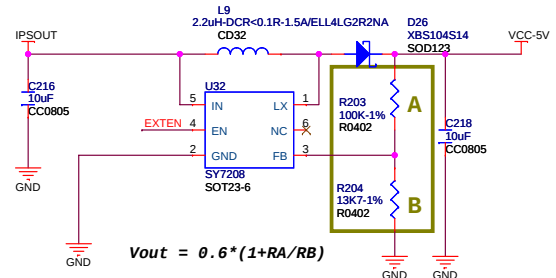 IPSOUT
L9
2.2uH-DCR<0.1R-1.5A/ELL4LG2R2NA
CD32
D26
XBS104S14
SOD123
VCC-5V
C216
10uF
CC0805
U32
5 IN LX 1
EXTEN 4 EN NC 6
2 GND FB 3
SY7208
SOT23-6
R203
100K-1%
R0402
A
C218
10uF
CC0805
R204
13K7-1%
R0402
B
GND
GND
GND
GND
Vout = 0.6*(1+RA/RB)